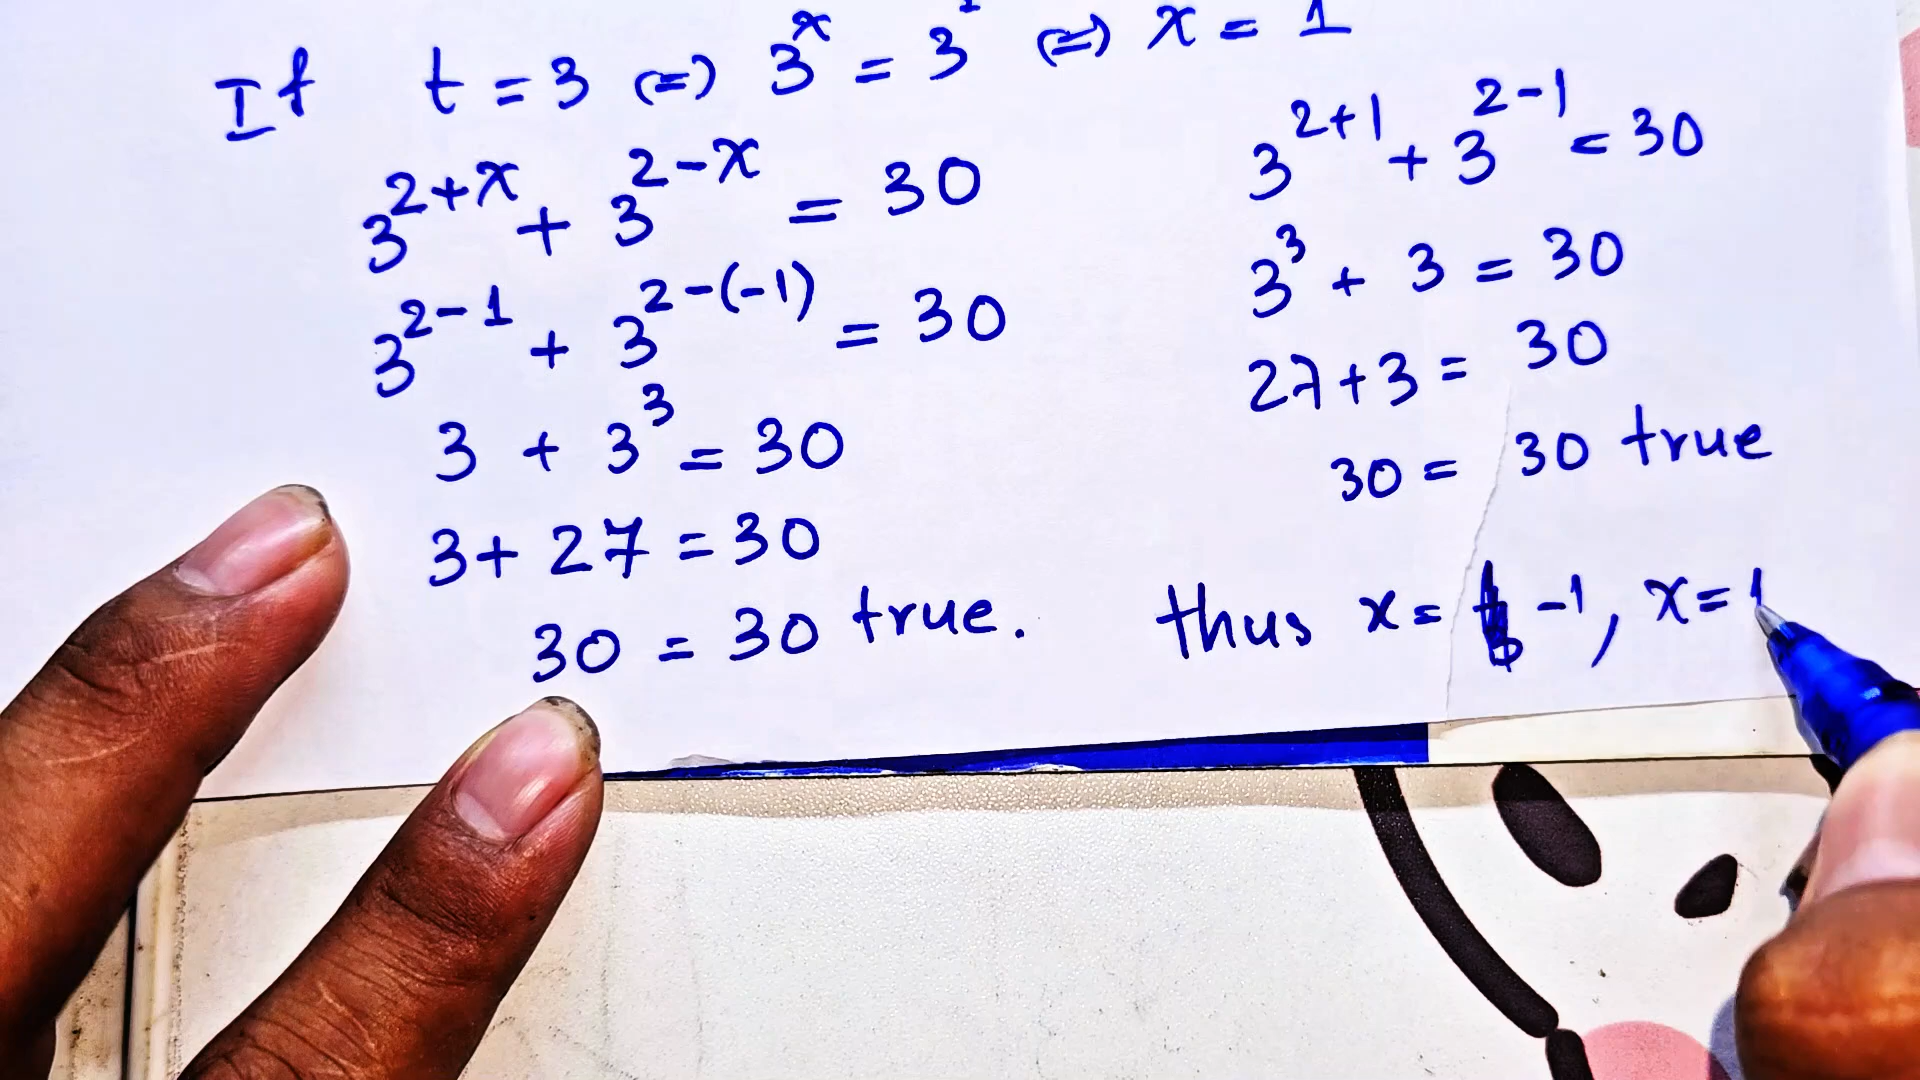 If t = 3 (=) 3^x = 3^1 (=) x = 1
3^{2+x} + 3^{2-x} = 30
3^{2-1} + 3^{2-(-1)} = 30
3 + 3^3 = 30
3 + 27 = 30
30 = 30 true.
3^{2+1} + 3^{2-1} = 30
3^3 + 3 = 30
27 + 3 = 30
30 = 30 true
thus x = -1, x = 1